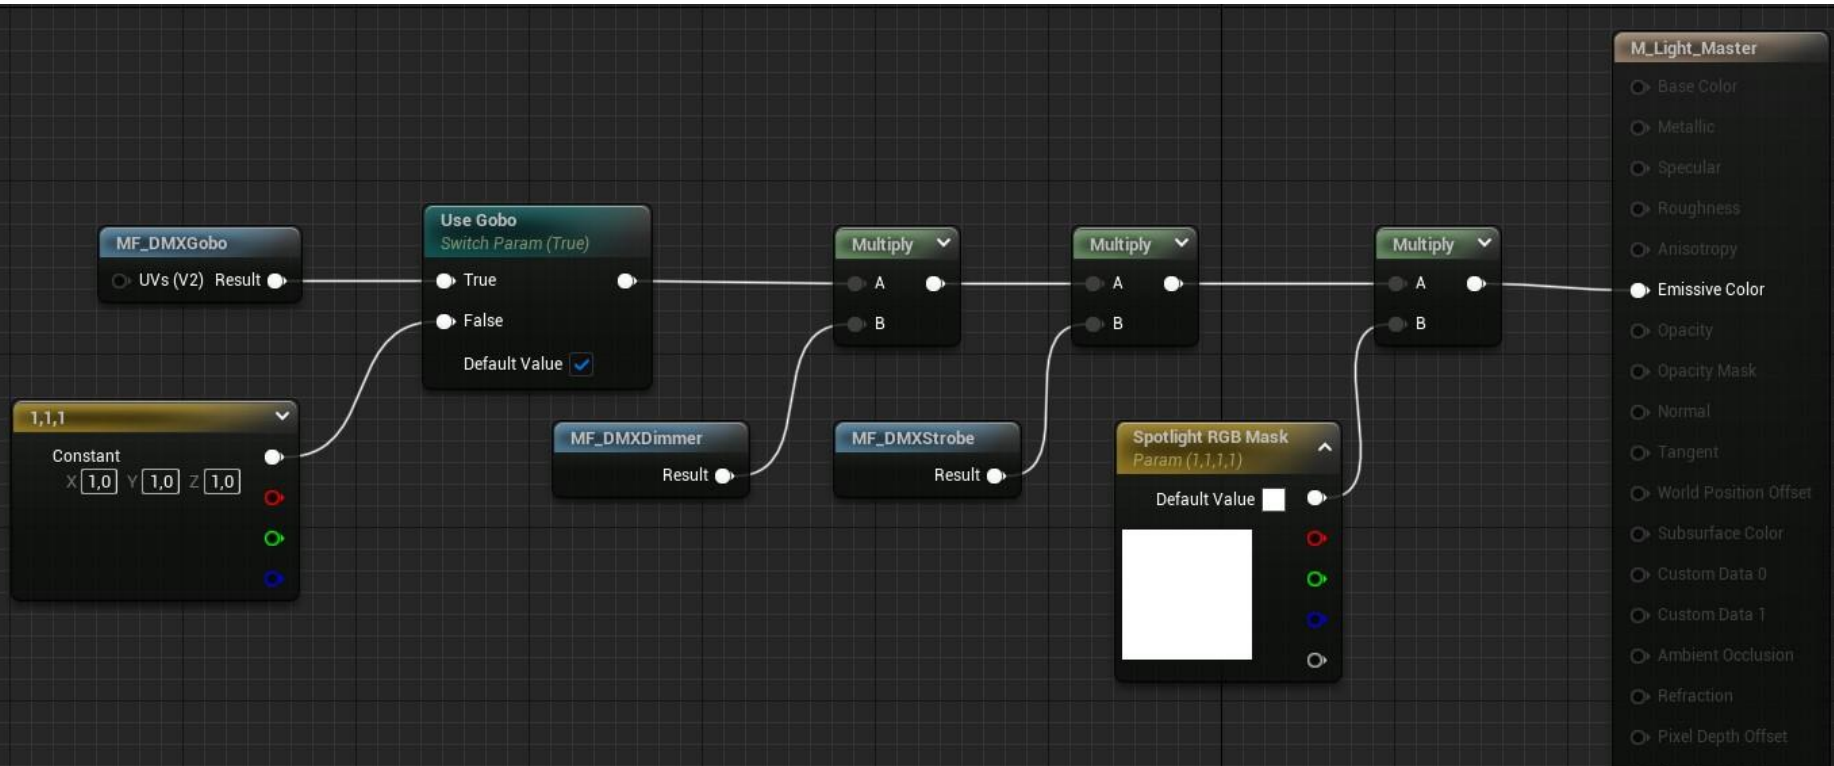 MF_DMXGobo
UVs (V2) Result
1,1,1
Constant
X 1,0 Y 1,0 Z 1,0
Use Gobo
Switch Param (True)
True
False
Default Value
MF_DMXDimmer
Result
Multiply
A
B
MF_DMXStrobe
Result
Multiply
A
B
Spotlight RGB Mask
Param (1,1,1,1)
Default Value
Multiply
A
B
M_Light_Master
Base Color
Metallic
Specular
Roughness
Anisotropy
Emissive Color
Opacity
Opacity Mask
Normal
Tangent
World Position Offset
Subsurface Color
Custom Data 0
Custom Data 1
Ambient Occlusion
Refraction
Pixel Depth Offset